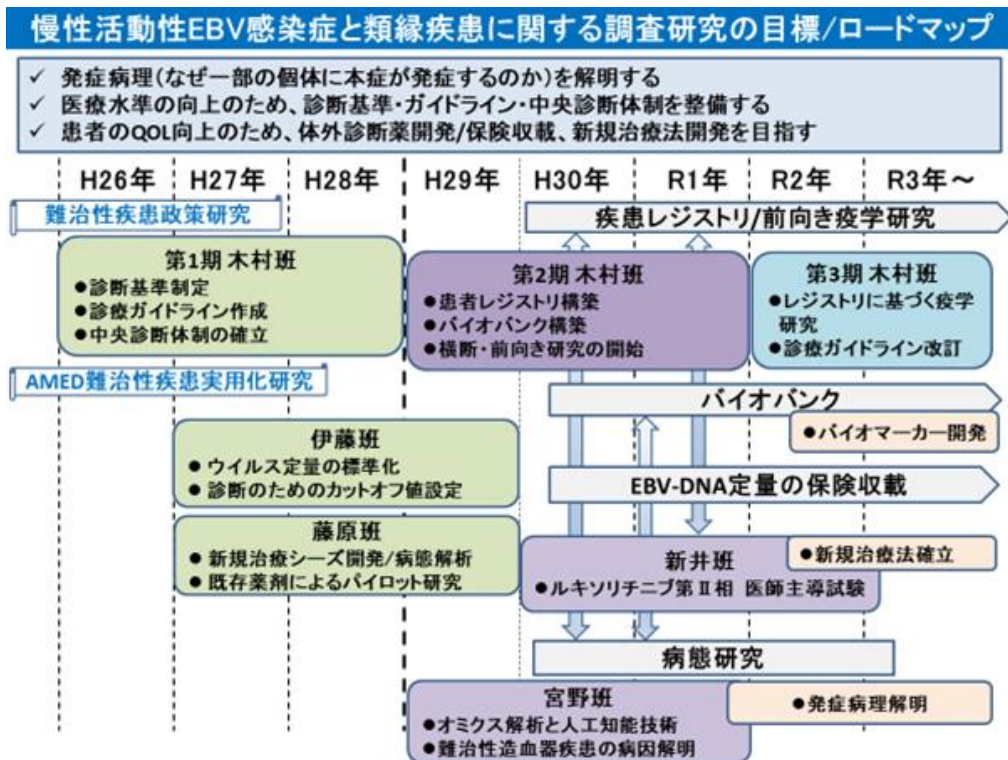 慢性活動性EBV感染症と類縁疾患に関する調査研究の目標/ロードマップ
✓ 発症病理(なぜ一部の個体に本症が発症するのか)を解明する
✓ 医療水準の向上のため、診断基準・ガイドライン・中央診断体制を整備する
✓ 患者のQOL向上のため、体外診断薬開発/保険収載、新規治療法開発を目指す
H26年 H27年 H28年 H29年 H30年 R1年 R2年 R3年～
難治性疾患政策研究
疾患レジストリ/前向き疫学研究
第1期 木村班
●診断基準制定
●診療ガイドライン作成
●中央診断体制の確立
第2期 木村班
●患者レジストリ構築
●バイオバンク構築
●横断・前向き研究の開始
第3期 木村班
●レジストリに基づく疫学
研究
●診療ガイドライン改訂
AMED難治性疾患実用化研究
バイオバンク
●バイオマーカー開発
伊藤班
● ウイルス定量の標準化
● 診断のためのカットオフ値設定
EBV-DNA定量の保険収載
藤原班
● 新規治療シーズ開発/病態解析
● 既存薬剤によるパイロット研究
新井班
● ルキソリチニブ第Ⅱ相 医師主導試験
●新規治療法確立
病態研究
宮野班
●オミクス解析と人工知能技術
●難治性造血器疾患の病因解明
●発症病理解明